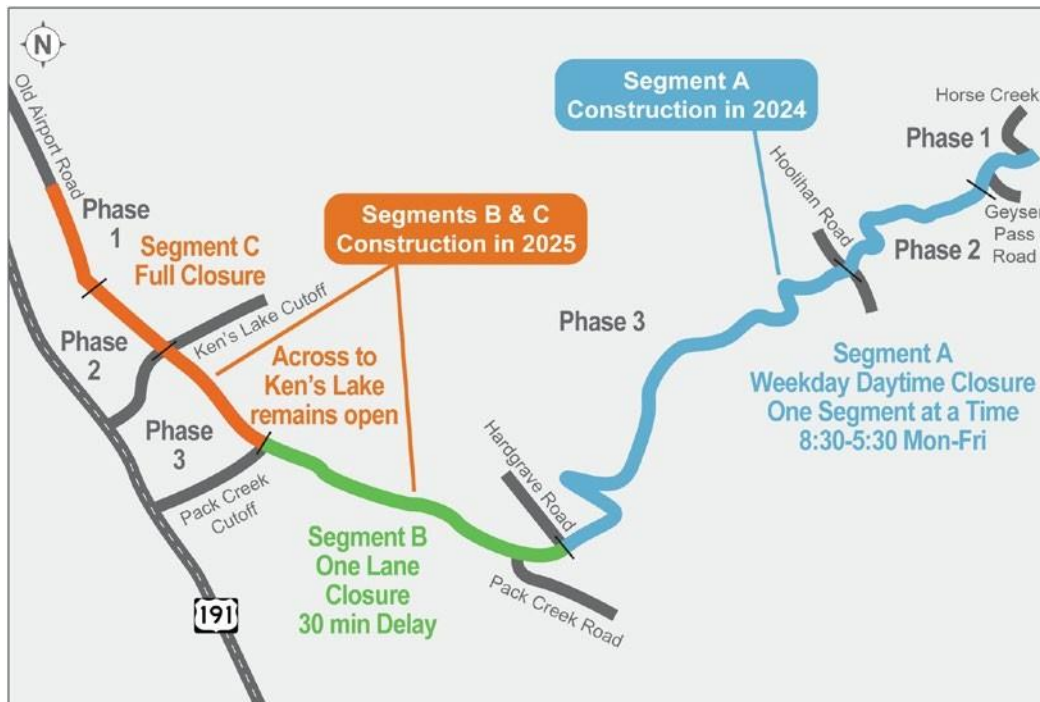 N
Old Airport Road
Phase
1
Segment C
Full Closure
Segments B & C
Construction in 2025
Segment A
Construction in 2024
Horse Creek
Phase 1
Hoolihan Road
Geyser
Pass
Road
Phase 2
Phase
2
Ken's Lake Cutoff
Across to
Ken's Lake
remains open
Phase 3
Segment A
Weekday Daytime Closure
One Segment at a Time
8:30-5:30 Mon-Fri
Phase
3
Pack Creek
Cutoff
Hardgrave Road
Segment B
One Lane
Closure
30 min Delay
Pack Creek Road
191